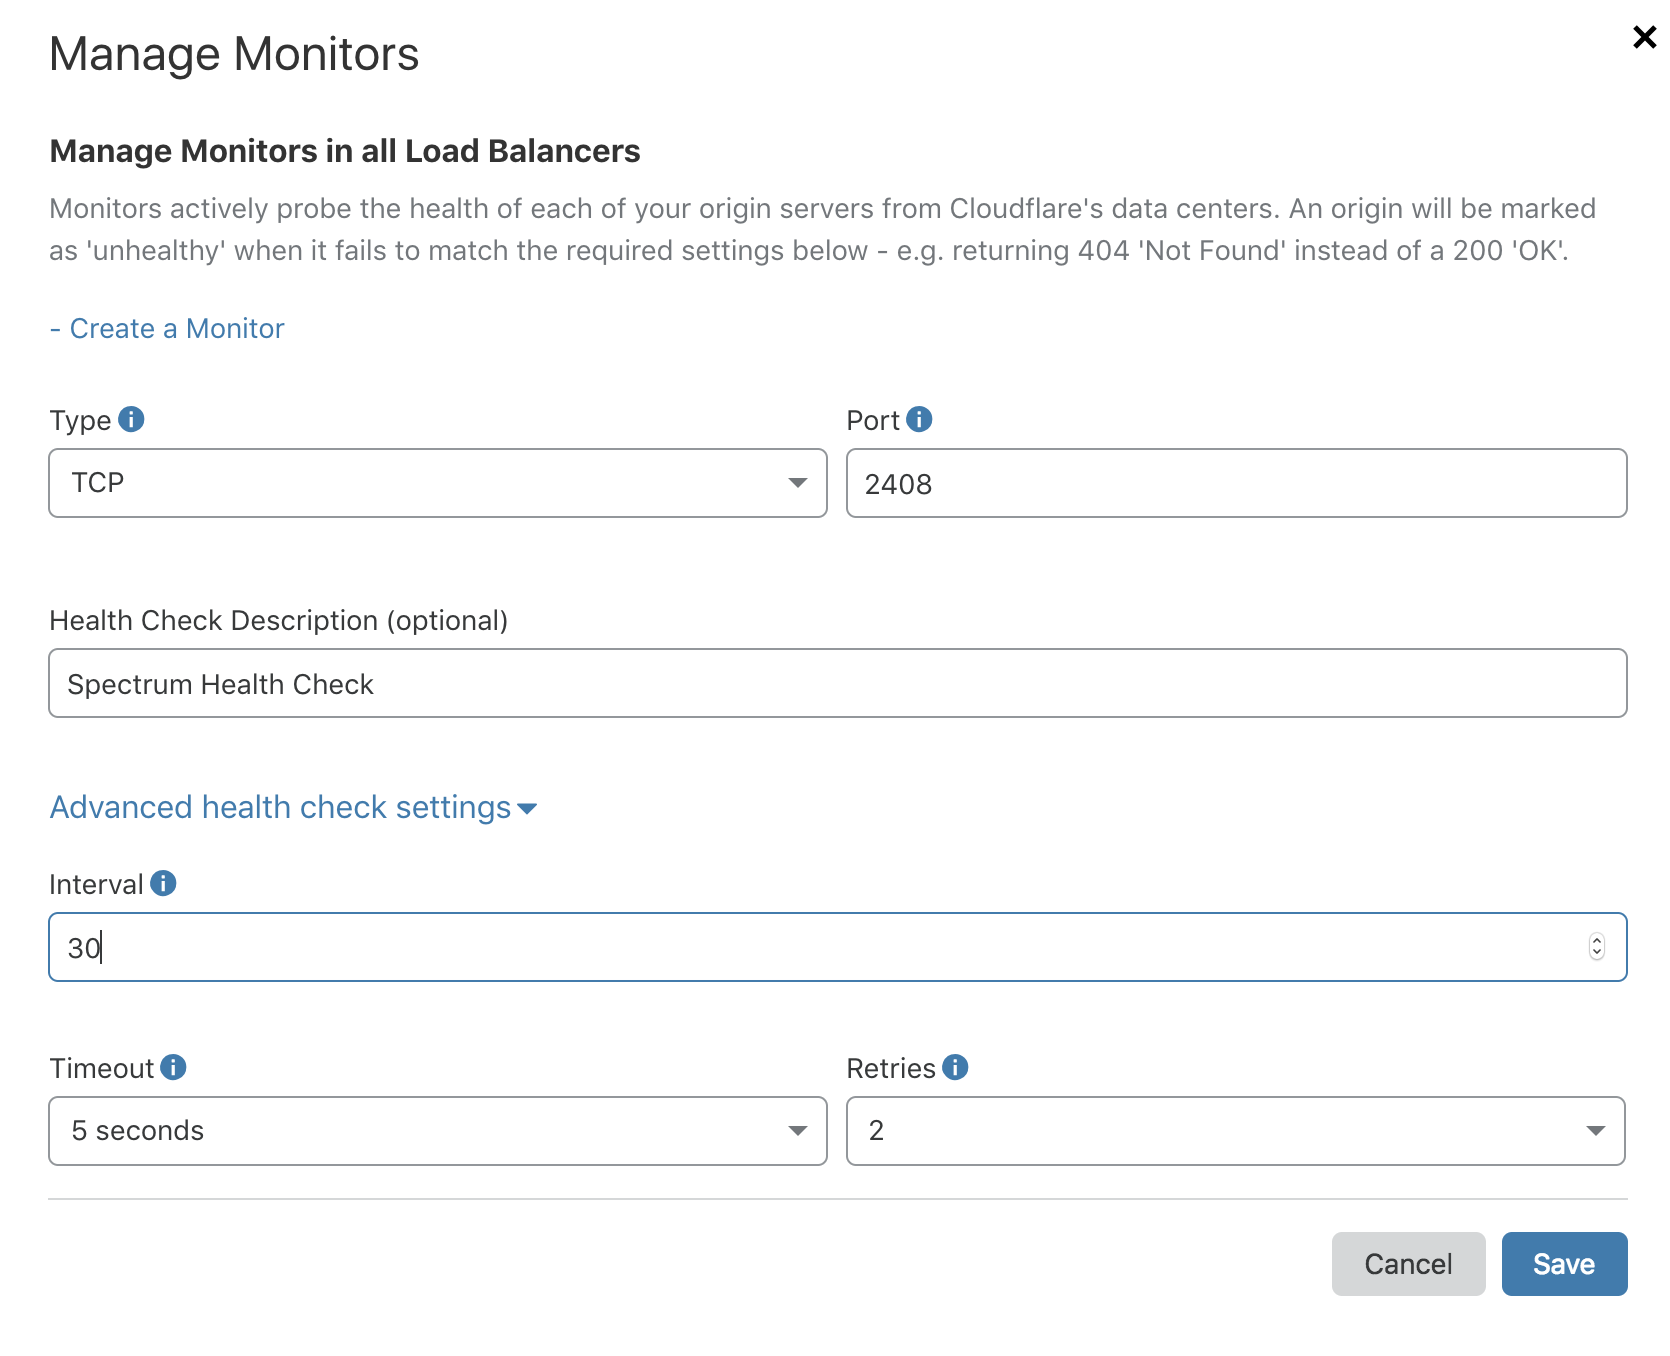 Manage Monitors
Manage Monitors in all Load Balancers
Monitors actively probe the health of each of your origin servers from Cloudflare's data centers. An origin will be marked
as 'unhealthy' when it fails to match the required settings below - e.g. returning 404 'Not Found' instead of a 200 'OK'.
- Create a Monitor
Type
Port
TCP
2408
Health Check Description (optional)
Spectrum Health Check
Advanced health check settings
Interval
30
Timeout
Retries
5 seconds
2
Cancel
Save